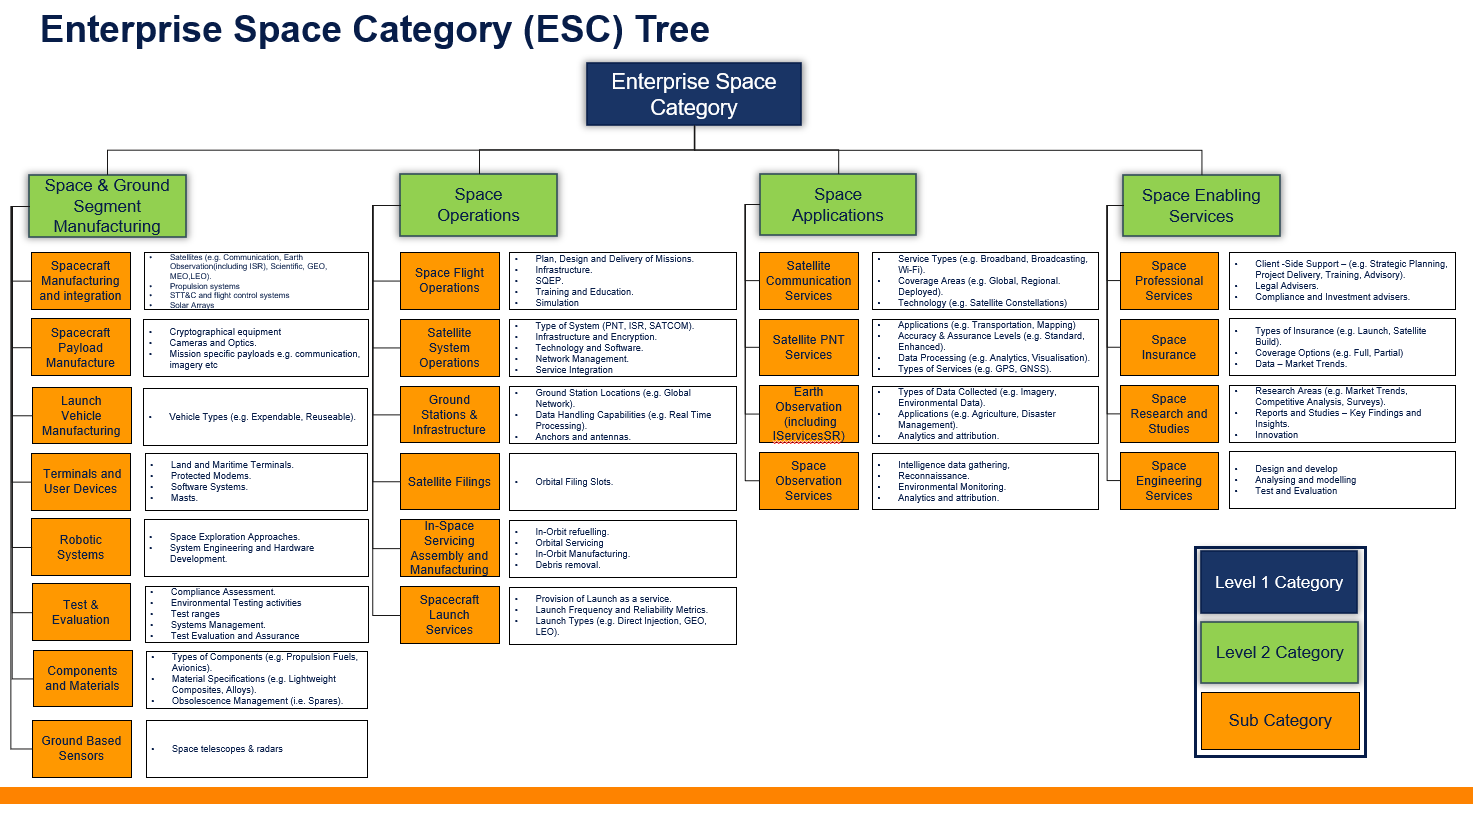 Enterprise Space Category (ESC) Tree
Enterprise Space
Category
Space & Ground
Segment
Manufacturing
Spacecraft
Manufacturing
and integration
• Satellites (e.g. Communication, Earth
Observation(including ISR), Scientific, GEO,
MEO,LEO).
• Propulsion systems
• STT&C and flight control systems
• Solar Arrays
Spacecraft
Payload
Manufacture
• Cryptographical equipment
• Cameras and Optics.
• Mission specific payloads e.g. communication,
imagery etc
Launch
Vehicle
Manufacturing
• Vehicle Types (e.g. Expendable, Reuseable).
Terminals and
User Devices
• Land and Maritime Terminals.
• Protected Modems.
• Software Systems.
• Masts.
Robotic
Systems
• Space Exploration Approaches.
• System Engineering and Hardware
Development.
Test &
Evaluation
• Compliance Assessment.
• Environmental Testing activities
• Test ranges
• Systems Management.
• Test Evaluation and Assurance
Components
and Materials
• Types of Components (e.g. Propulsion Fuels,
Avionics).
• Material Specifications (e.g. Lightweight
Composites, Alloys).
• Obsolescence Management (i.e. Spares).
Ground Based
Sensors
• Space telescopes & radars
Space
Operations
Space Flight
Operations
• Plan, Design and Delivery of Missions.
• Infrastructure.
• SQEP.
• Training and Education.
• Simulation
Satellite
System
Operations
• Type of System (PNT, ISR, SATCOM).
• Infrastructure and Encryption.
• Technology and Software.
• Network Management.
• Service Integration
Ground
Stations &
Infrastructure
• Ground Station Locations (e.g. Global
Network).
• Data Handling Capabilities (e.g. Real Time
Processing).
• Anchors and antennas.
Satellite Filings
• Orbital Filing Slots.
In-Space
Servicing
Assembly and
Manufacturing
• In-Orbit refuelling.
• Orbital Servicing
• In-Orbit Manufacturing.
• Debris removal.
Spacecraft
Launch
Services
• Provision of Launch as a service.
• Launch Frequency and Reliability Metrics.
• Launch Types (e.g. Direct Injection, GEO,
LEO).
Space
Applications
Satellite
Communication
Services
• Service Types (e.g. Broadband, Broadcasting,
Wi-Fi).
• Coverage Areas (e.g. Global, Regional.
Deployed).
• Technology (e.g. Satellite Constellations)
Satellite PNT
Services
• Applications (e.g. Transportation, Mapping)
• Accuracy & Assurance Levels (e.g. Standard,
Enhanced).
• Data Processing (e.g. Analytics, Visualisation).
• Types of Services (e.g. GPS, GNSS).
Earth
Observation
(including
IServicesSR)
• Types of Data Collected (e.g. Imagery,
Environmental Data).
• Applications (e.g. Agriculture, Disaster
Management).
• Analytics and attribution.
Space
Observation
Services
• Intelligence data gathering,
• Reconnaissance.
• Environmental Monitoring.
• Analytics and attribution.
Space Enabling
Services
Space
Professional
Services
• Client -Side Support – (e.g. Strategic Planning,
Project Delivery, Training, Advisory).
• Legal Advisers.
• Compliance and Investment advisers.
Space
Insurance
• Types of Insurance (e.g. Launch, Satellite
Build).
• Coverage Options (e.g. Full, Partial)
• Data – Market Trends.
Space
Research and
Studies
• Research Areas (e.g. Market Trends,
Competitive Analysis, Surveys).
• Reports and Studies – Key Findings and
Insights.
• Innovation
Space
Engineering
Services
• Design and develop
• Analysing and modelling
• Test and Evaluation
Level 1 Category
Level 2 Category
Sub Category